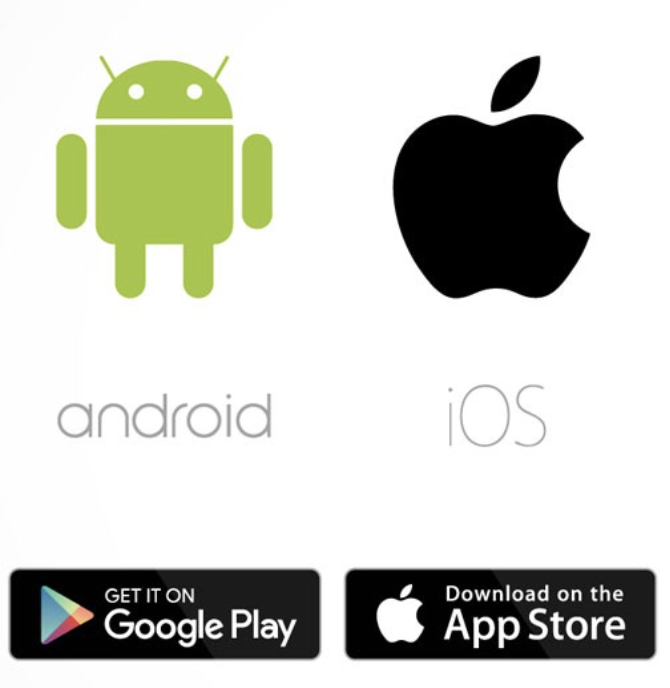 android
iOS
GET IT ON
Google Play
Download on the
App Store